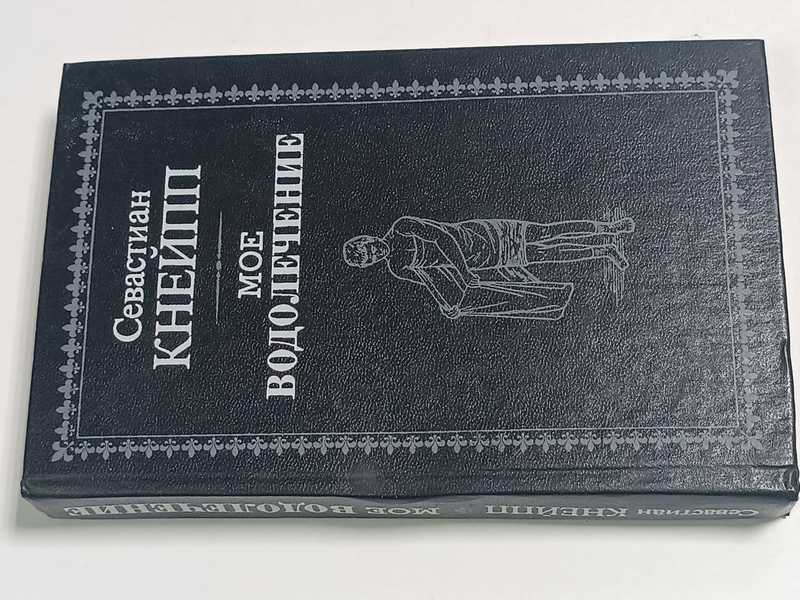 Севастиан
КНЕЙПП
МОЕ
ВОДОЛЕЧЕНИЕ
Севастиан КНЕЙПП МОЕ ВОДОЛЕЧЕНИЕ